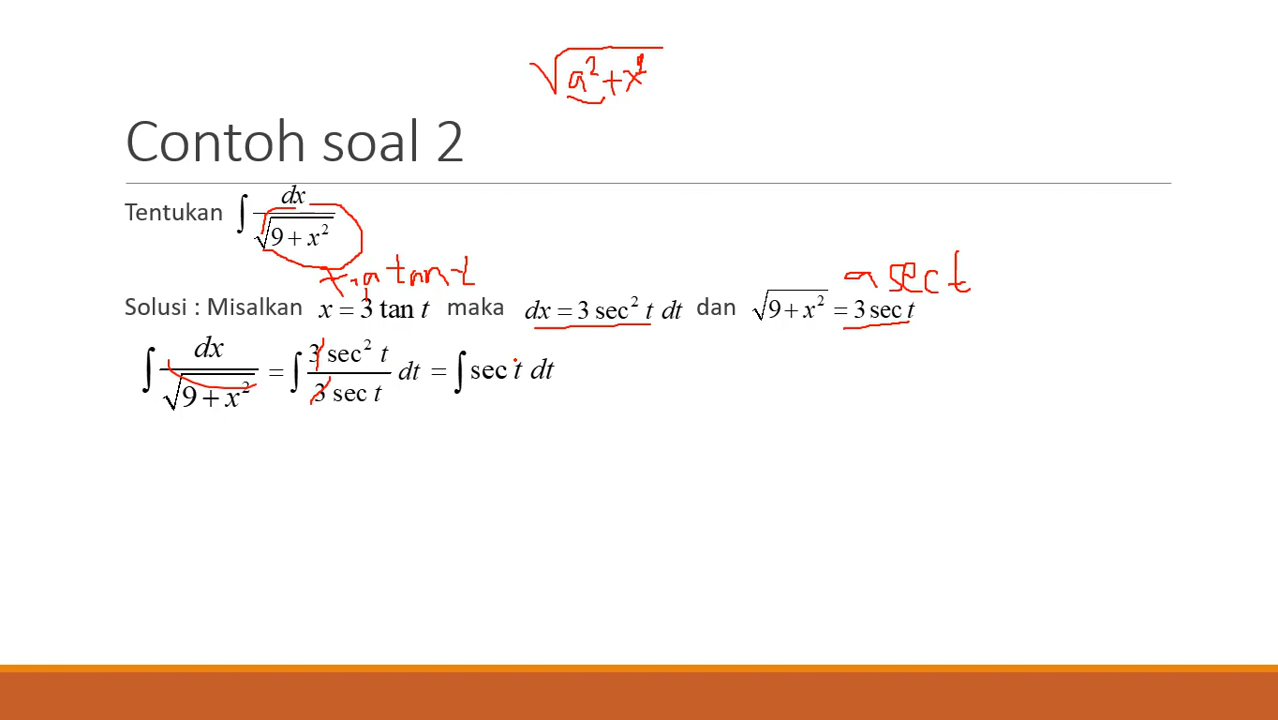 √(a²+x²)
Contoh soal 2
Tentukan ∫ dx / √(9 + x²)
x = a tan t
a sec t
Solusi : Misalkan x = 3 tan t maka dx = 3 sec² t dt dan √(9 + x²) = 3 sec t
∫ dx / √(9 + x²) = ∫ (3 sec² t) / (3 sec t) dt = ∫ sec t dt